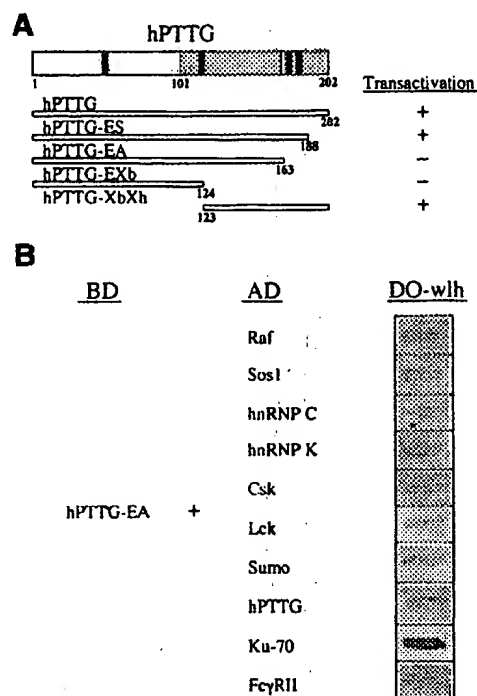 A
hPTTG
1 101 202
Transactivation
hPTTG 202 +
hPTTG-ES 188 +
hPTTG-EA 163 –
hPTTG-EXb 124 –
hPTTG-XbXh 123 +
B
BD AD DO-wlh
Raf
Sos1
hnRNP C
hnRNP K
Csk
hPTTG-EA +
Lck
Sumo
hPTTG
Ku-70
FcγRII